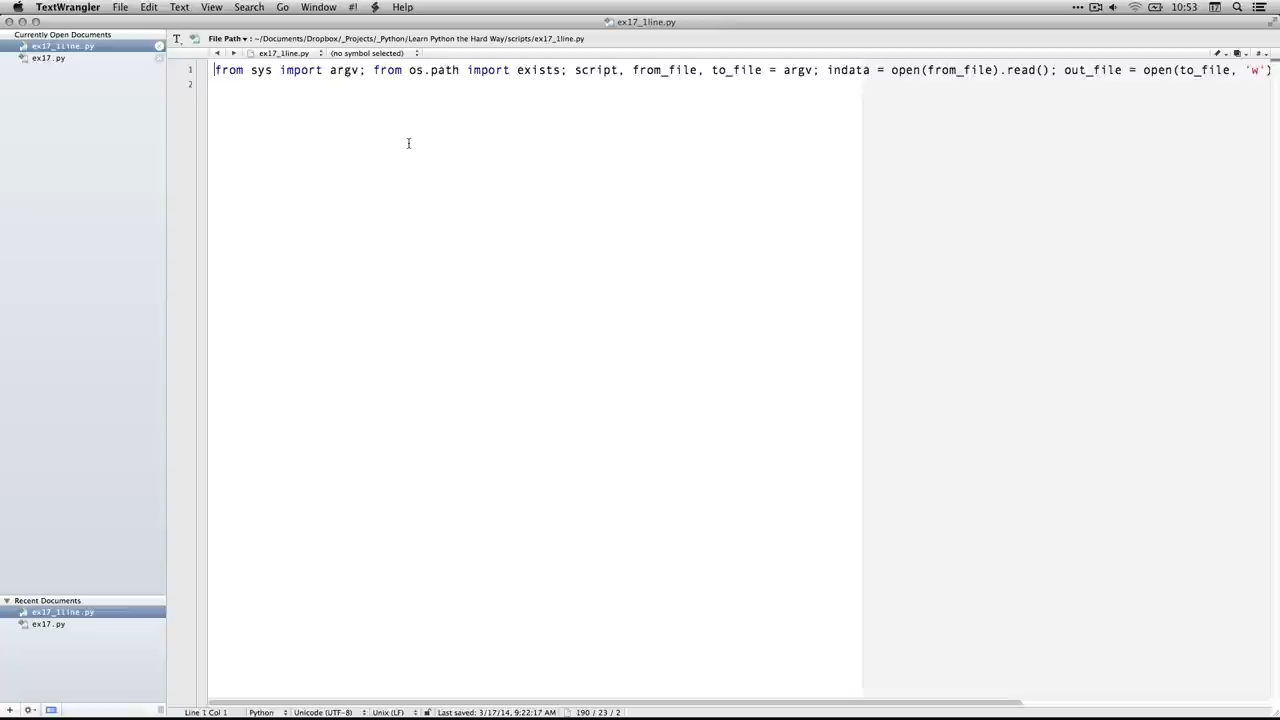 TextWrangler File Edit Text View Search Go Window #! Help 10:53
ex17_1line.py
Currently Open Documents
ex17_1line.py
ex17.py
File Path ▾ : ~/Documents/Dropbox/_Projects/_Python/Learn Python the Hard Way/scripts/ex17_1line.py
ex17_1line.py (no symbol selected)
1 from sys import argv; from os.path import exists; script, from_file, to_file = argv; indata = open(from_file).read(); out_file = open(to_file, 'w')
2
Recent Documents
ex17_1line.py
ex17.py
Line 1 Col 1 Python Unicode (UTF-8) Unix (LF) Last saved: 3/17/14, 9:22:17 AM 190 / 23 / 2